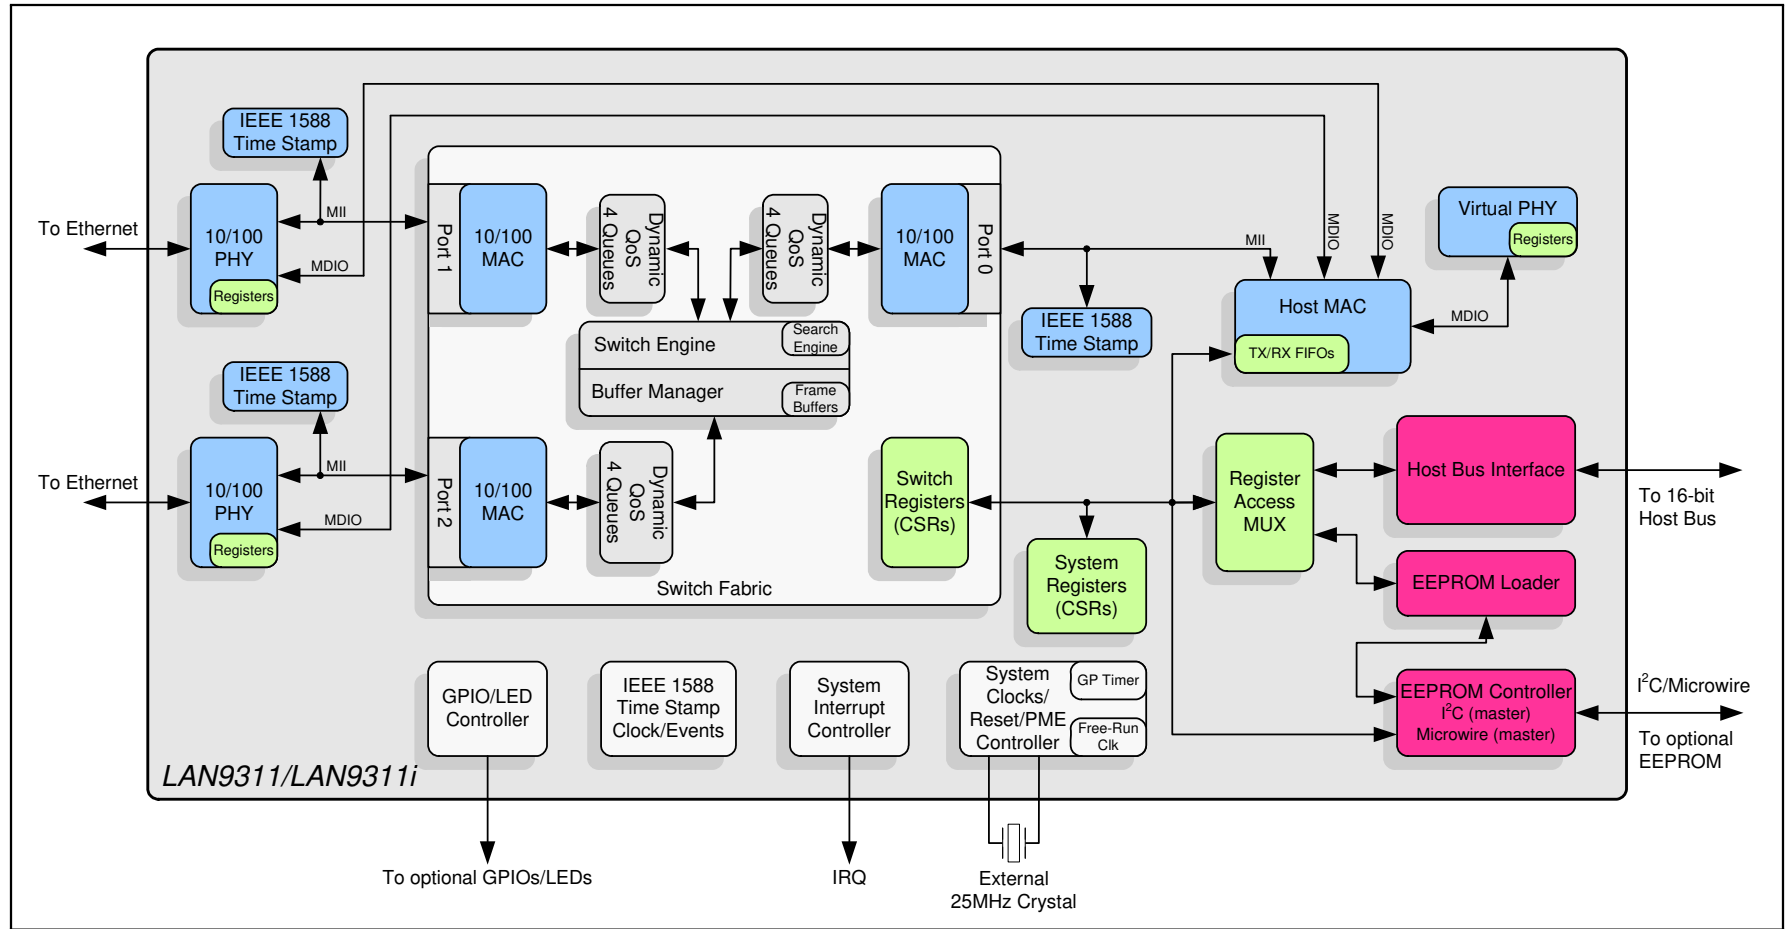 IEEE 1588
Time Stamp
To Ethernet
10/100
PHY
Registers
MII
MDIO
Port 1
10/100
MAC
Dynamic
QoS
4 Queues
Dynamic
QoS
4 Queues
10/100
MAC
Port 0
MII
MDIO
MDIO
Virtual PHY
Registers
IEEE 1588
Time Stamp
Host MAC
TX/RX FIFOs
MDIO
Switch Engine
Search
Engine
Buffer Manager
Frame
Buffers
IEEE 1588
Time Stamp
To Ethernet
10/100
PHY
Registers
MII
MDIO
Port 2
10/100
MAC
Dynamic
QoS
4 Queues
Switch
Registers
(CSRs)
Switch Fabric
System
Registers
(CSRs)
Register
Access
MUX
Host Bus Interface
To 16-bit
Host Bus
EEPROM Loader
EEPROM Controller
I²C (master)
Microwire (master)
I²C/Microwire
To optional
EEPROM
GPIO/LED
Controller
IEEE 1588
Time Stamp
Clock/Events
System
Interrupt
Controller
System
Clocks/
Reset/PME
Controller
GP Timer
Free-Run
Clk
LAN9311/LAN9311i
To optional GPIOs/LEDs
IRQ
External
25MHz Crystal